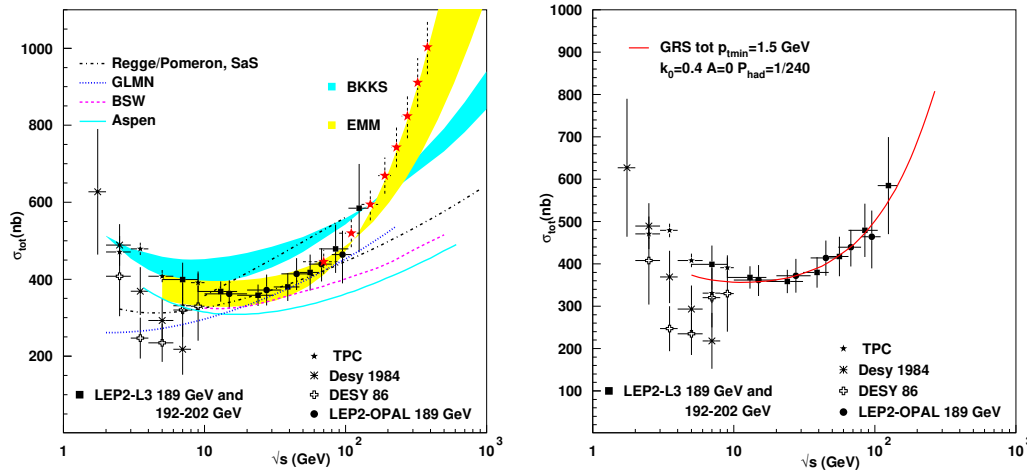 1000
800
600
400
200
σtot(nb)
Regge/Pomeron, SaS
GLMN
BSW
Aspen
BKKS
EMM
TPC
Desy 1984
DESY 86
LEP2-OPAL 189 GeV
LEP2-L3 189 GeV and
192-202 GeV
1 10 10² 10³
√s (GeV)
1000
900
800
700
600
500
400
300
200
100
σtot(nb)
GRS tot ptmin=1.5 GeV
k0=0.4 A=0 Phad=1/240
TPC
Desy 1984
DESY 86
LEP2-OPAL 189 GeV
LEP2-L3 189 GeV and
192-202 GeV
1 10 10² 10³
√s (GeV)